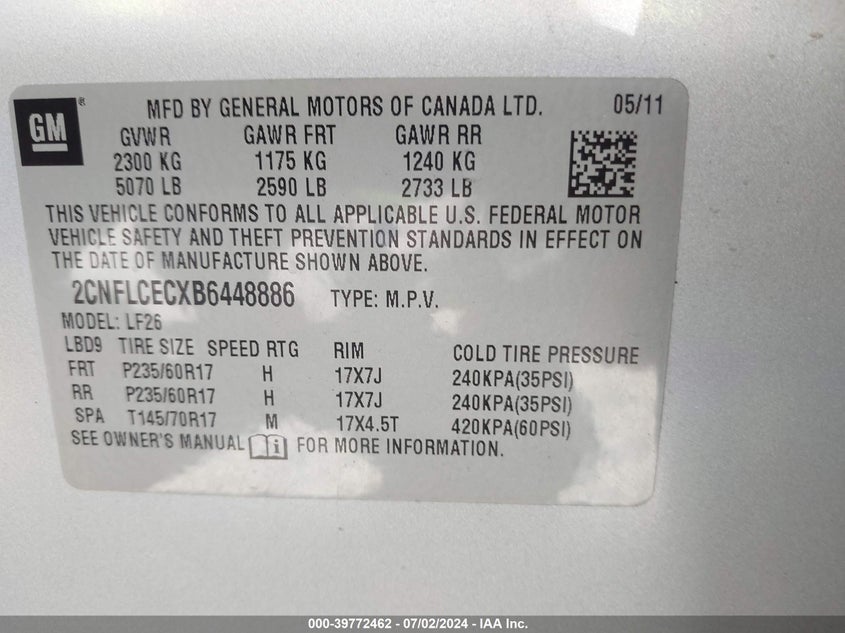 GM ®
MFD BY GENERAL MOTORS OF CANADA LTD. 05/11
GVWR GAWR FRT GAWR RR
2300 KG 1175 KG 1240 KG
5070 LB 2590 LB 2733 LB
THIS VEHICLE CONFORMS TO ALL APPLICABLE U.S. FEDERAL MOTOR
VEHICLE SAFETY AND THEFT PREVENTION STANDARDS IN EFFECT ON
THE DATE OF MANUFACTURE SHOWN ABOVE.
2CNFLCECXB6448886 TYPE: M.P.V.
MODEL: LF26
LBD9 TIRE SIZE SPEED RTG RIM COLD TIRE PRESSURE
FRT P235/60R17 H 17X7J 240KPA(35PSI)
RR P235/60R17 H 17X7J 240KPA(35PSI)
SPA T145/70R17 M 17X4.5T 420KPA(60PSI)
SEE OWNER'S MANUAL i FOR MORE INFORMATION.
000-39772462 - 07/02/2024 - IAA Inc.